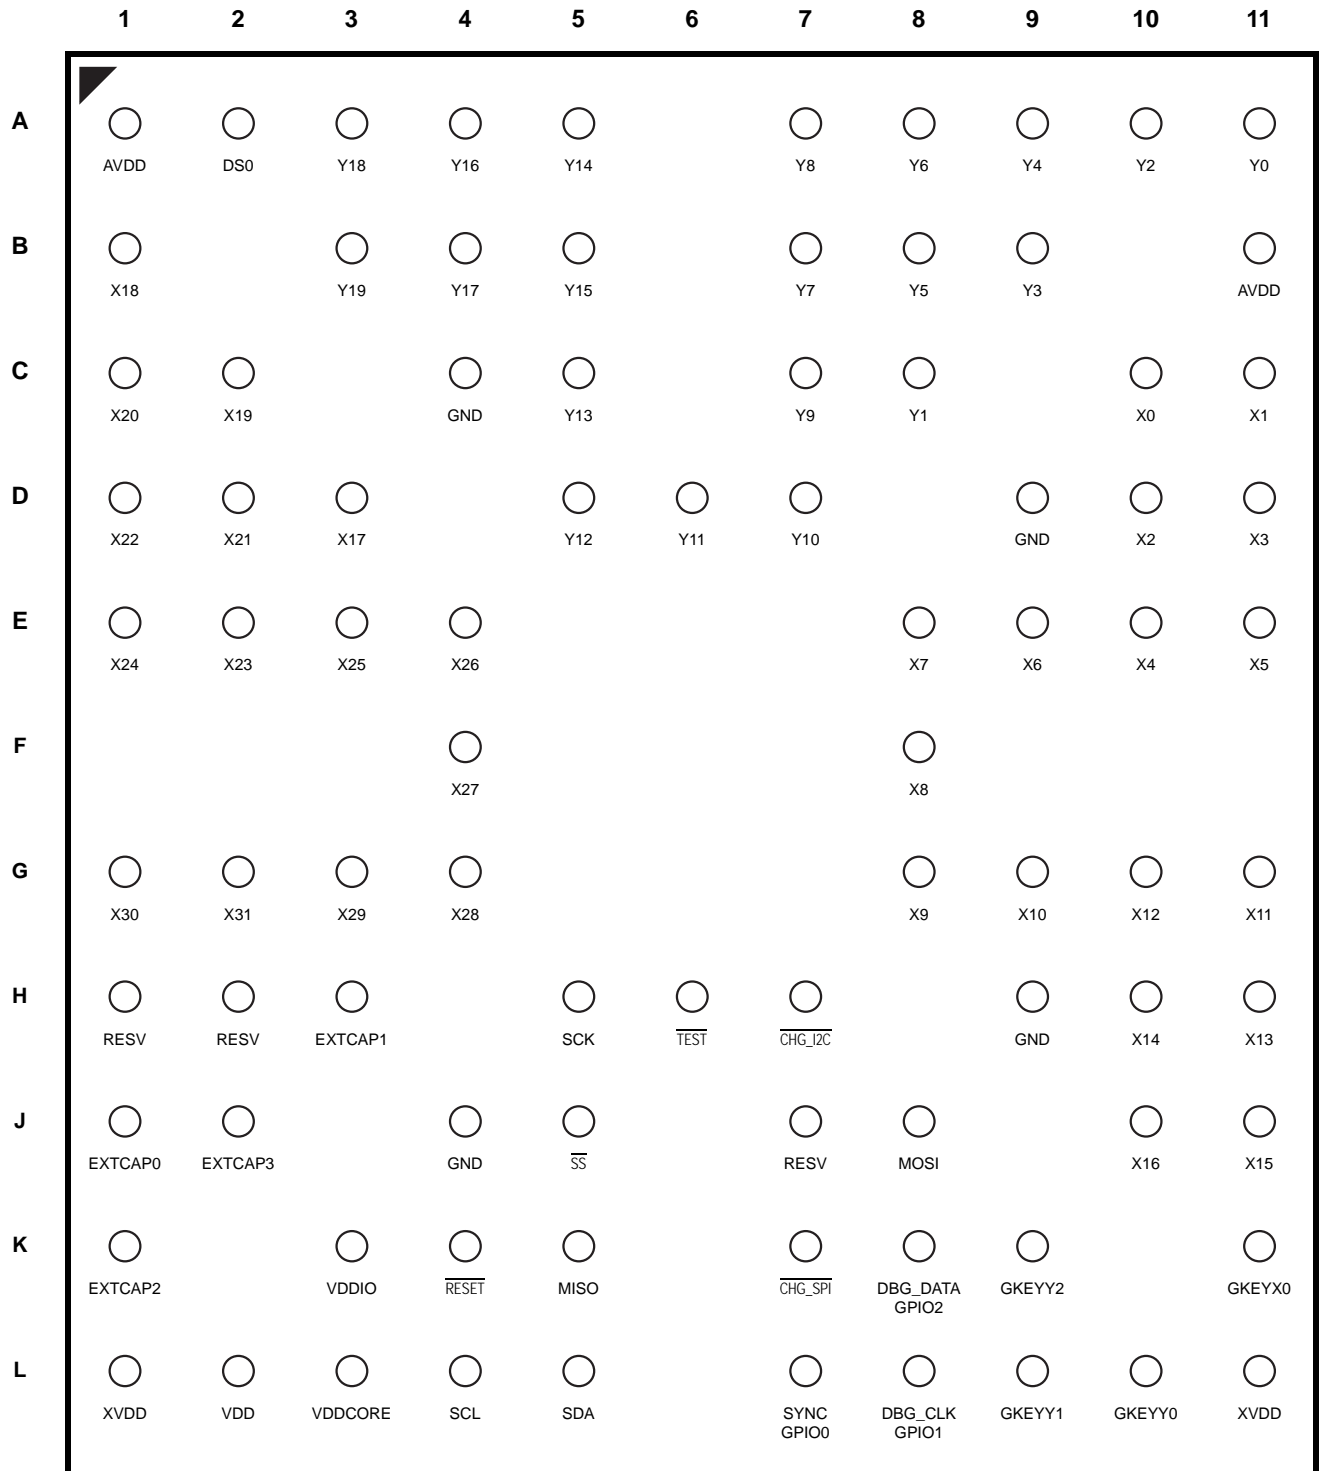 1 2 3 4 5 6 7 8 9 10 11
A
AVDD DS0 Y18 Y16 Y14 Y8 Y6 Y4 Y2 Y0
B
X18 Y19 Y17 Y15 Y7 Y5 Y3 AVDD
C
X20 X19 GND Y13 Y9 Y1 X0 X1
D
X22 X21 X17 Y12 Y11 Y10 GND X2 X3
E
X24 X23 X25 X26 X7 X6 X4 X5
F
X27 X8
G
X30 X31 X29 X28 X9 X10 X12 X11
H
RESV RESV EXTCAP1 SCK TEST CHG_I2C GND X14 X13
J
EXTCAP0 EXTCAP3 GND SS RESV MOSI X16 X15
K
EXTCAP2 VDDIO RESET MISO CHG_SPI DBG_DATA GKEYY2 GKEYX0
GPIO2
L
XVDD VDD VDDCORE SCL SDA SYNC DBG_CLK GKEYY1 GKEYY0 XVDD
GPIO0 GPIO1